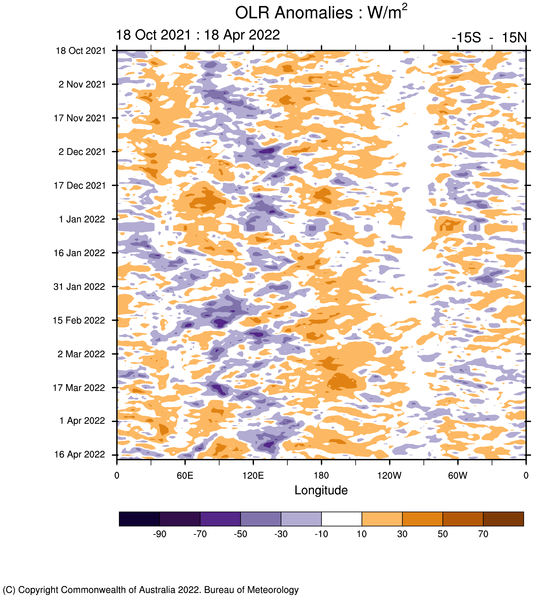 OLR Anomalies : W/m²
18 Oct 2021 : 18 Apr 2022
-15S - 15N
18 Oct 2021
2 Nov 2021
17 Nov 2021
2 Dec 2021
17 Dec 2021
1 Jan 2022
16 Jan 2022
31 Jan 2022
15 Feb 2022
2 Mar 2022
17 Mar 2022
1 Apr 2022
16 Apr 2022
0 60E 120E 180 120W 60W 0
Longitude
-90 -70 -50 -30 -10 10 30 50 70
(C) Copyright Commonwealth of Australia 2022. Bureau of Meteorology